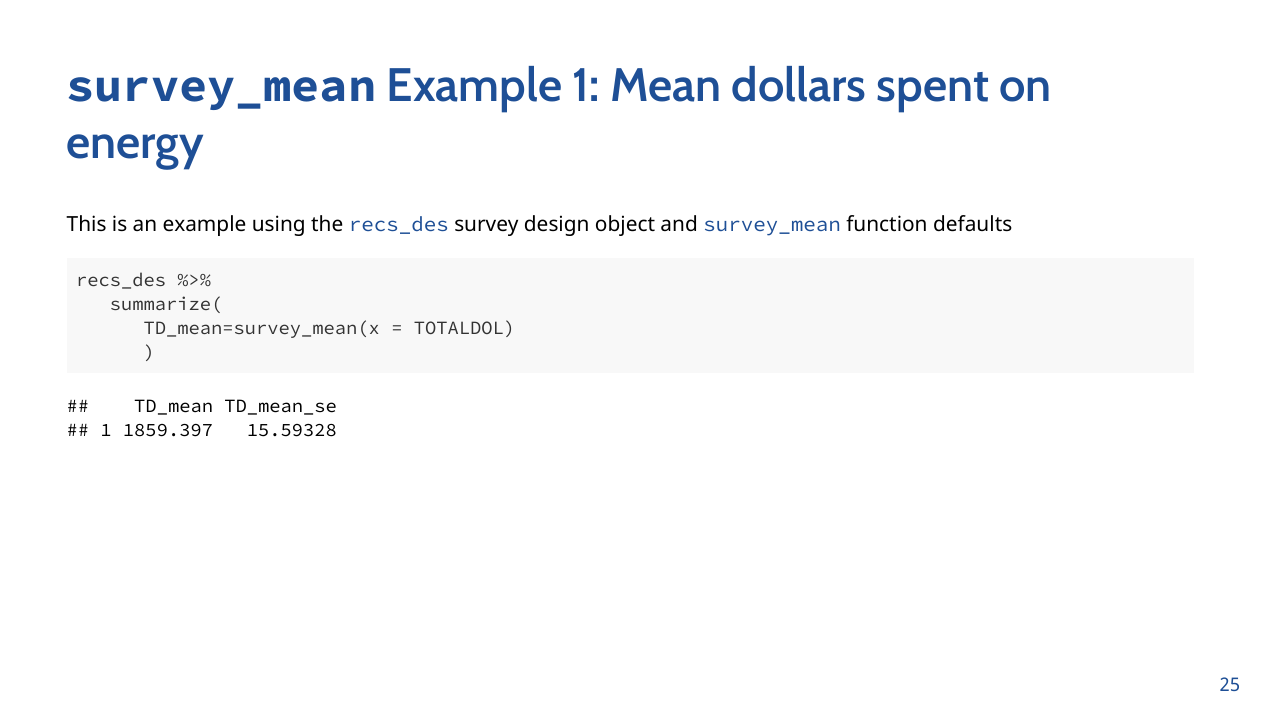 survey_mean Example 1: Mean dollars spent on
energy
This is an example using the recs_des survey design object and survey_mean function defaults
recs_des %>%
   summarize(
      TD_mean=survey_mean(x = TOTALDOL)
      )
##    TD_mean TD_mean_se
## 1 1859.397   15.59328
25